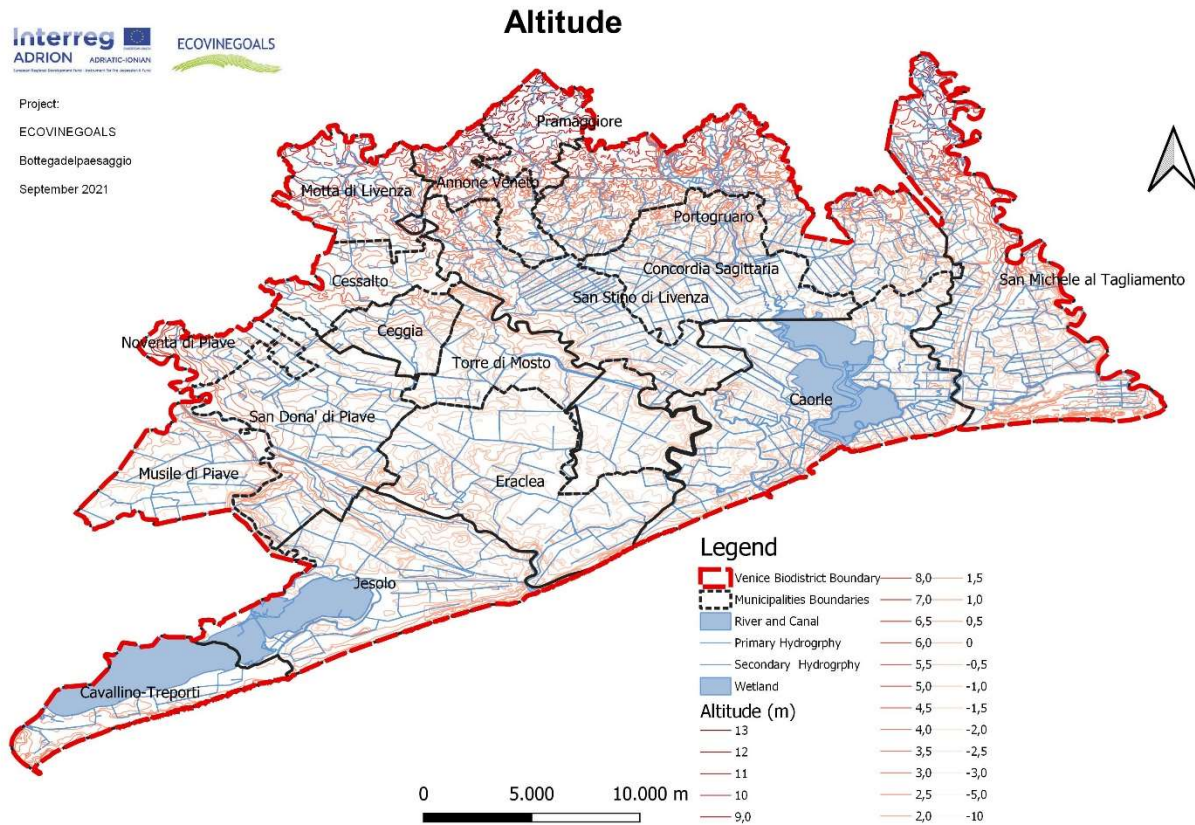 Altitude
Interreg
ADRION ADRIATIC-IONIAN
ECOVINEGOALS
Project:
ECOVINEGOALS
Bottegadelpaesaggio
September 2021
Pramaggiore
Motta di Livenza
Annone Veneto
Portogruaro
Concordia Sagittaria
San Michele al Tagliamento
Cessalto
San Stino di Livenza
Ceggia
Noventa di Piave
Torre di Mosto
Caorle
San Dona' di Piave
Musile di Piave
Eraclea
Jesolo
Cavallino-Treporti
Legend
Venice Biodistrict Boundary
Municipalities Boundaries
River and Canal
Primary Hydrogrphy
Secondary Hydrogrphy
Wetland
Altitude (m)
13
12
11
10
9,0
8,0
7,0
6,5
6,0
5,5
5,0
4,5
4,0
3,5
3,0
2,5
2,0
1,5
1,0
0,5
0
-0,5
-1,0
-1,5
-2,0
-2,5
-3,0
-5,0
-10
0 5.000 10.000 m